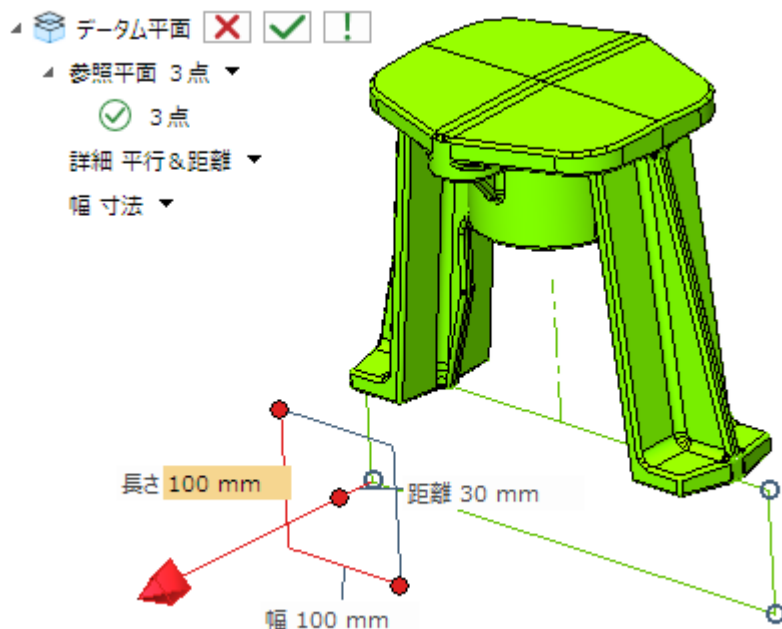 データム平面
参照平面 3点
3点
詳細 平行&距離
幅 寸法
長さ 100 mm
距離 30 mm
幅 100 mm